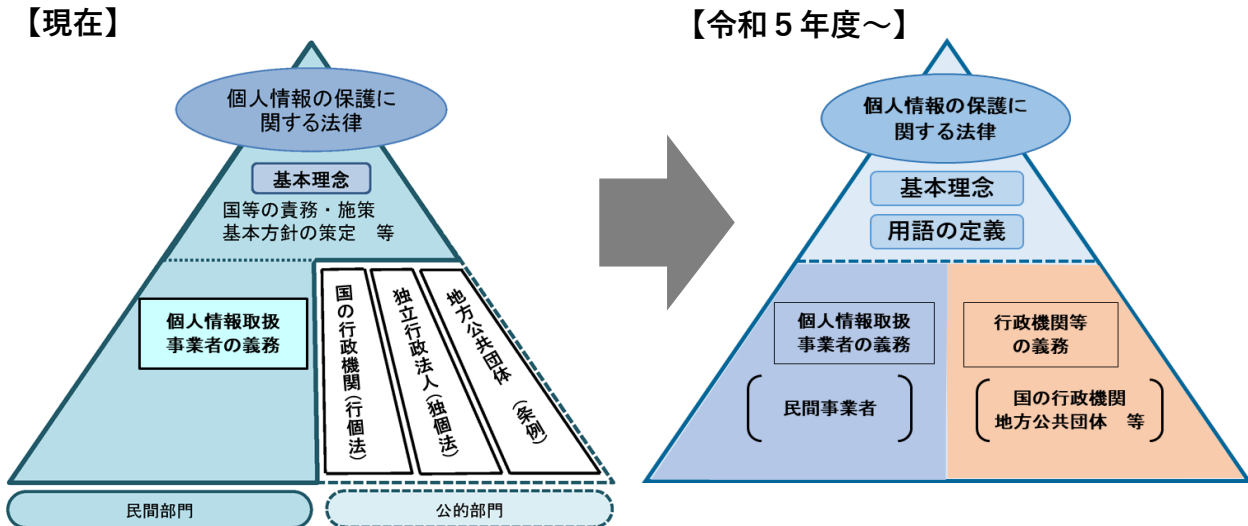 【現在】
個人情報の保護に
関する法律
基本理念
国等の責務・施策
基本方針の策定　等
個人情報取扱
事業者の義務
国の行政機関(行個法)
独立行政法人(独個法)
地方公共団体　(条例)
民間部門
公的部門
【令和５年度～】
個人情報の保護に
関する法律
基本理念
用語の定義
個人情報取扱
事業者の義務
民間事業者
行政機関等
の義務
国の行政機関
地方公共団体　等